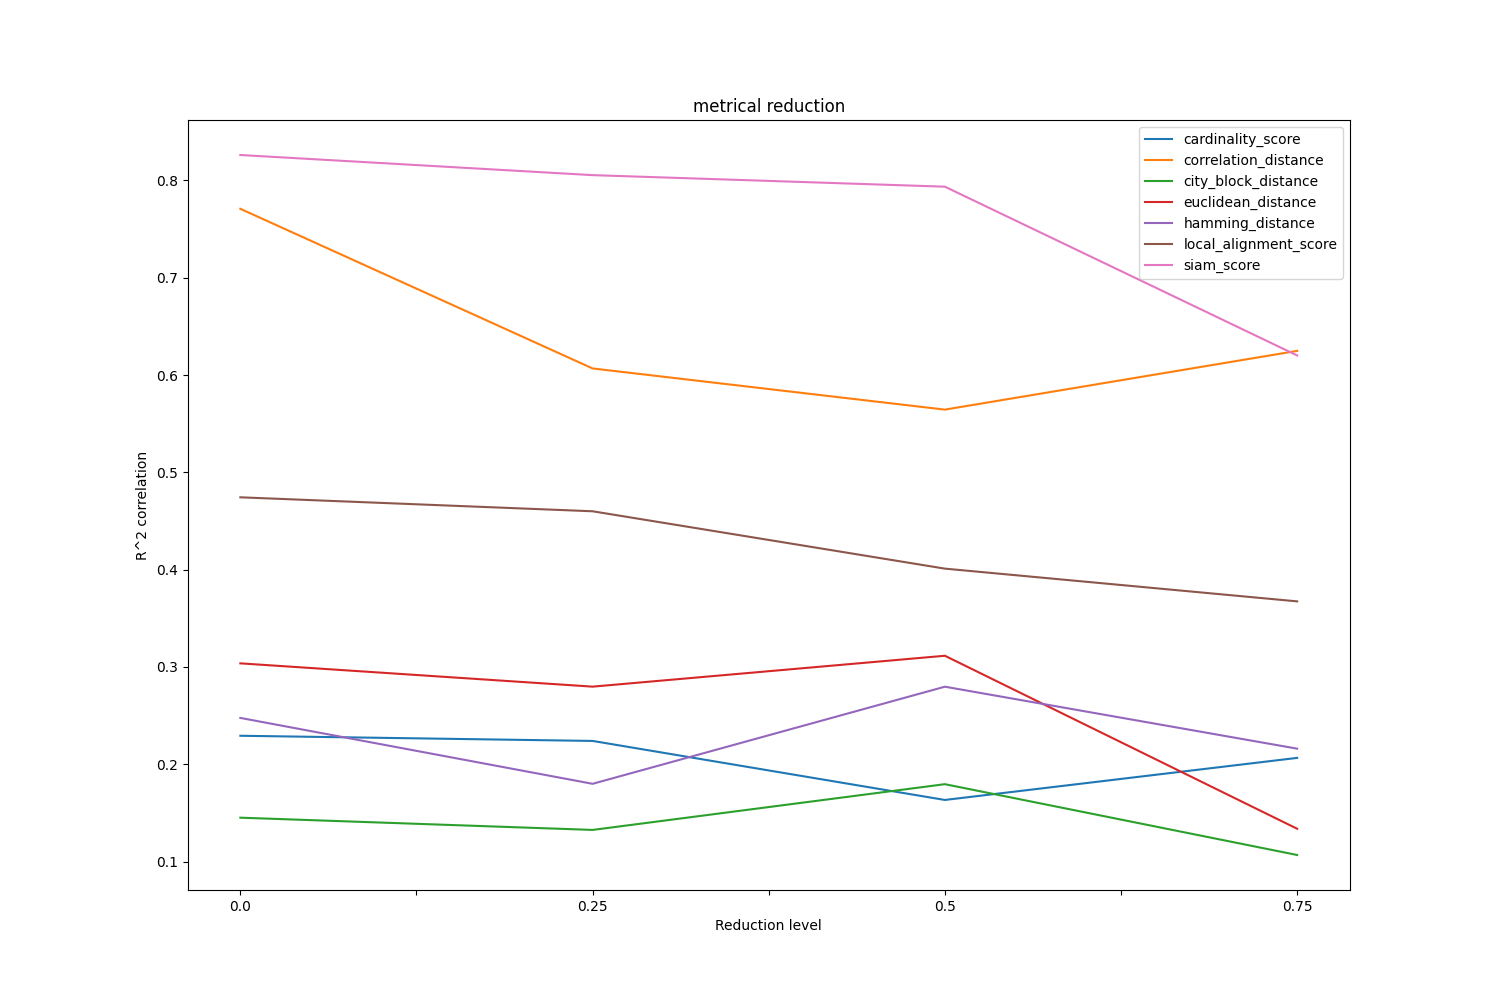 metrical reduction
cardinality_score
correlation_distance
city_block_distance
euclidean_distance
hamming_distance
local_alignment_score
siam_score
R^2 correlation
0.8
0.7
0.6
0.5
0.4
0.3
0.2
0.1
0.0 0.25 0.5 0.75
Reduction level